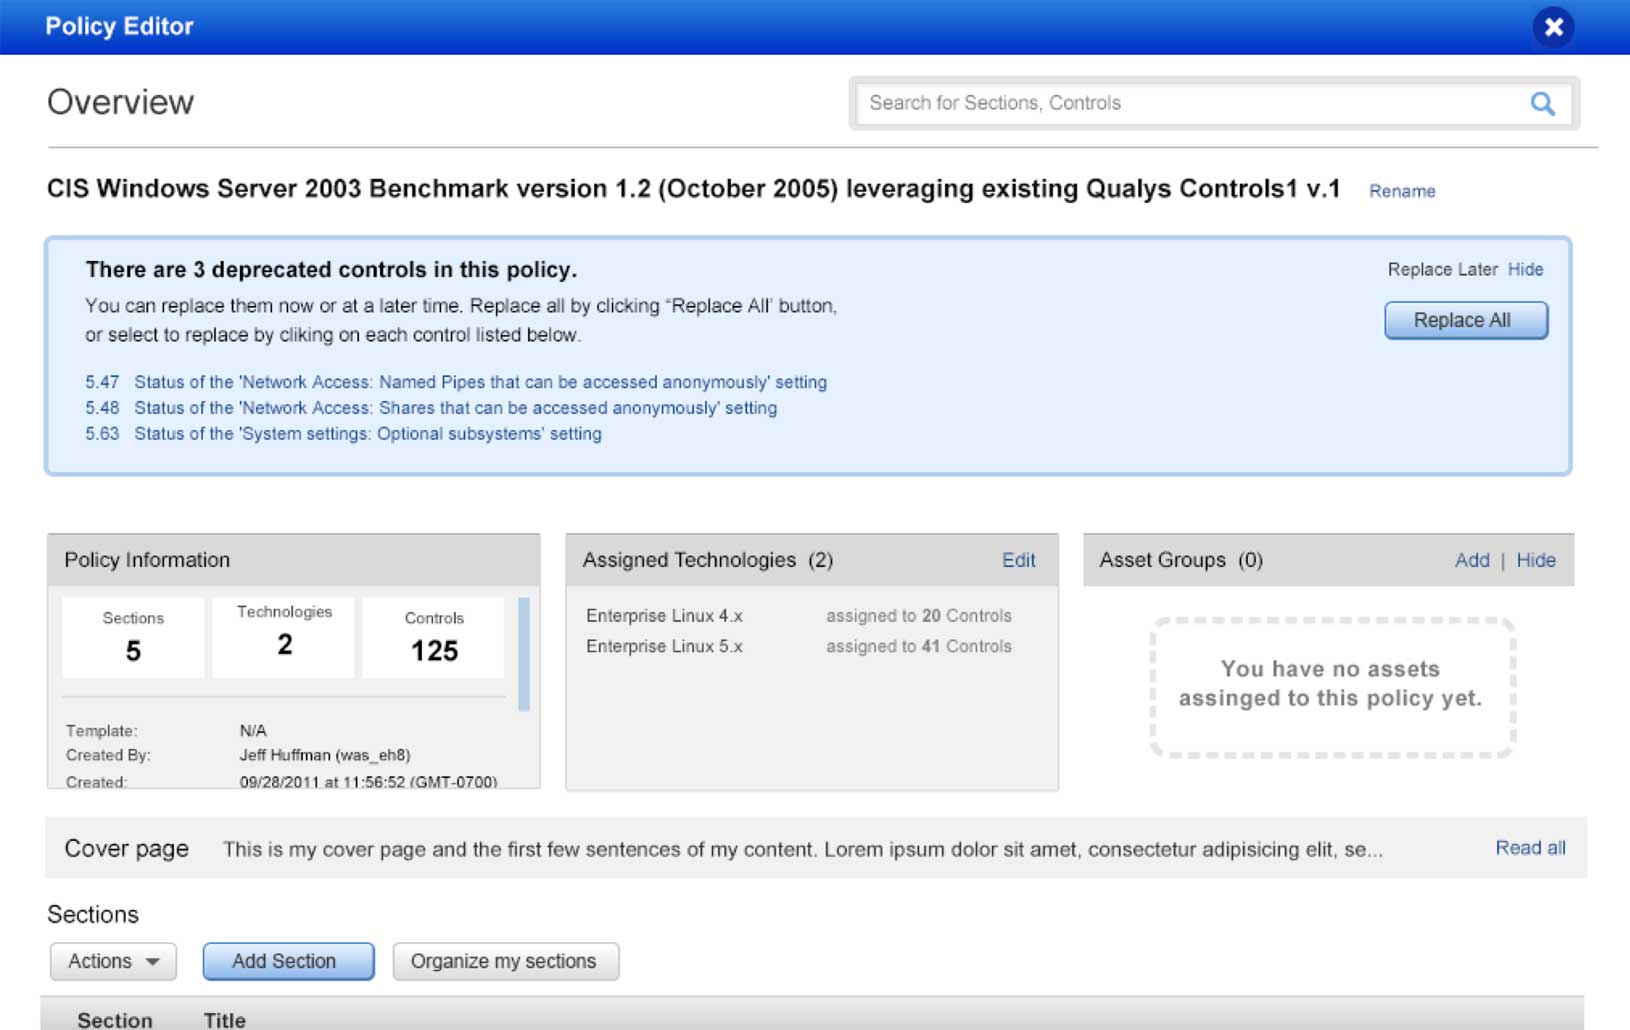 Policy Editor
Overview
Search for Sections, Controls
CIS Windows Server 2003 Benchmark version 1.2 (October 2005) leveraging existing Qualys Controls1 v.1 Rename
There are 3 deprecated controls in this policy.
Replace Later Hide
You can replace them now or at a later time. Replace all by clicking “Replace All’ button,
or select to replace by cliking on each control listed below.
Replace All
5.47 Status of the 'Network Access: Named Pipes that can be accessed anonymously' setting
5.48 Status of the 'Network Access: Shares that can be accessed anonymously' setting
5.63 Status of the 'System settings: Optional subsystems' setting
Policy Information
Sections
5
Technologies
2
Controls
125
Template: N/A
Created By: Jeff Huffman (was_eh8)
Created: 09/28/2011 at 11:56:52 (GMT-0700)
Assigned Technologies (2) Edit
Enterprise Linux 4.x assigned to 20 Controls
Enterprise Linux 5.x assigned to 41 Controls
Asset Groups (0) Add | Hide
You have no assets
assinged to this policy yet.
Cover page This is my cover page and the first few sentences of my content. Lorem ipsum dolor sit amet, consectetur adipisicing elit, se... Read all
Sections
Actions Add Section Organize my sections
Section Title